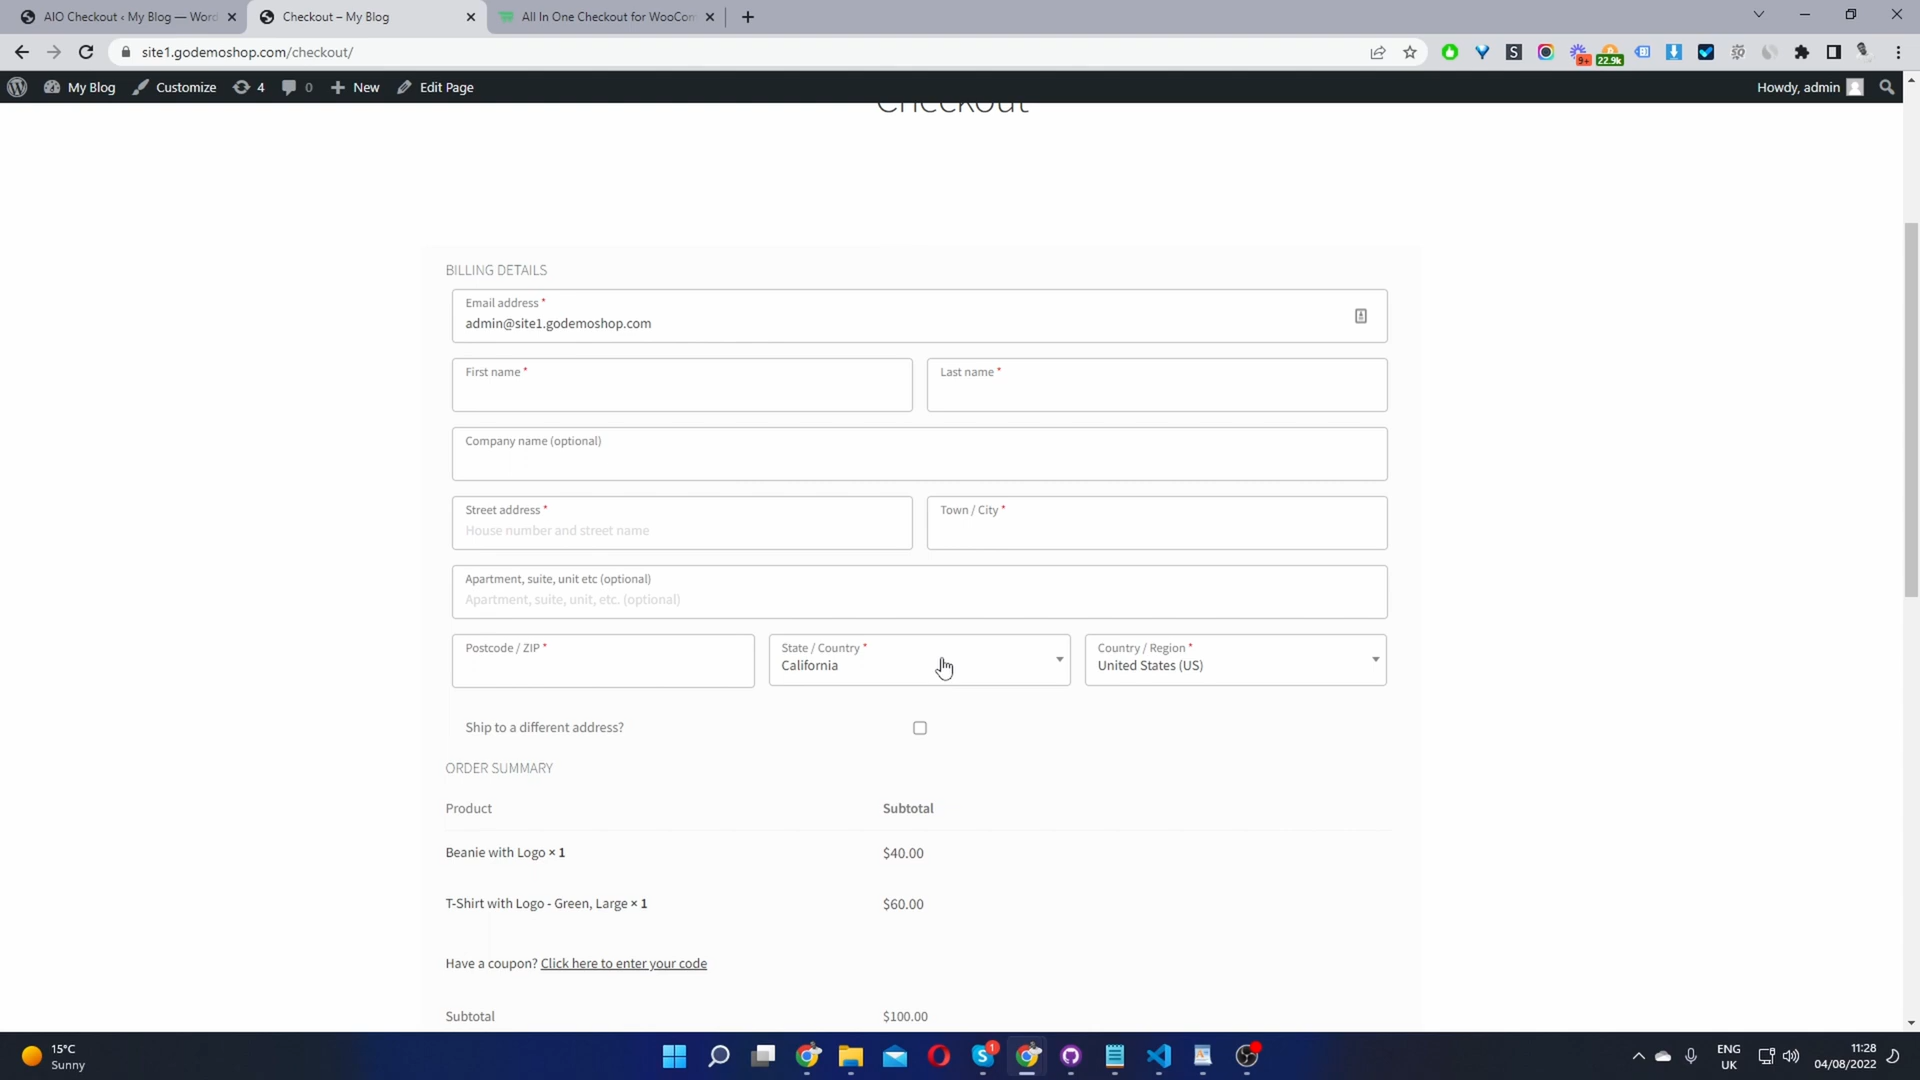 AIO Checkout ‹ My Blog — Word
Checkout – My Blog
All In One Checkout for WooCom
site1.godemoshop.com/checkout/
9+
22.9k
My Blog
Customize
4
0
New
Edit Page
Howdy, admin
Checkout
BILLING DETAILS
Email address *
admin@site1.godemoshop.com
First name *
Last name *
Company name (optional)
Street address *
House number and street name
Town / City *
Apartment, suite, unit etc (optional)
Apartment, suite, unit, etc. (optional)
Postcode / ZIP *
State / Country *
California
Country / Region *
United States (US)
Ship to a different address?
ORDER SUMMARY
Product
Subtotal
Beanie with Logo × 1
$40.00
T-Shirt with Logo - Green, Large × 1
$60.00
Have a coupon? Click here to enter your code
Subtotal
$100.00
15°C
Sunny
1
ENG
UK
11:28
04/08/2022